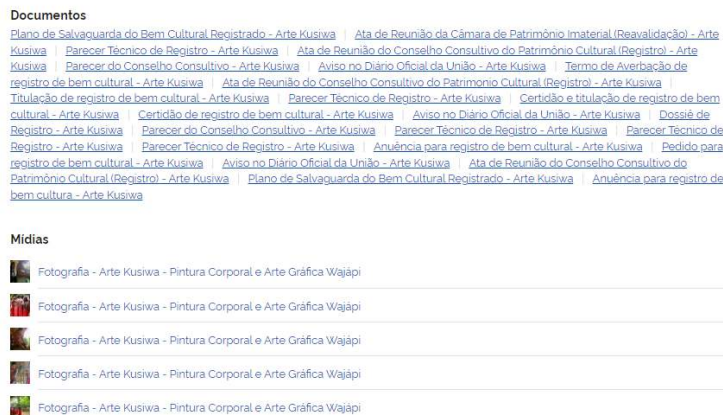 Documentos
Plano de Salvaguarda do Bem Cultural Registrado - Arte Kusiwa | Ata de Reunião da Câmara de Patrimônio Imaterial (Reavalidação) - Arte
Kusiwa | Parecer Técnico de Registro - Arte Kusiwa | Ata de Reunião do Conselho Consultivo do Patrimônio Cultural (Registro) - Arte
Kusiwa | Parecer do Conselho Consultivo - Arte Kusiwa | Aviso no Diário Oficial da União - Arte Kusiwa | Termo de Averbação de
registro de bem cultural - Arte Kusiwa | Ata de Reunião do Conselho Consultivo do Patrimonio Cultural (Registro) - Arte Kusiwa |
Titulação de registro de bem cultural - Arte Kusiwa | Parecer Técnico de Registro - Arte Kusiwa | Certidão e titulação de registro de bem
cultural - Arte Kusiwa | Certidão de registro de bem cultural - Arte Kusiwa | Aviso no Diário Oficial da União - Arte Kusiwa | Dossiê de
Registro - Arte Kusiwa | Parecer do Conselho Consultivo - Arte Kusiwa | Parecer Técnico de Registro - Arte Kusiwa | Parecer Técnico de
Registro - Arte Kusiwa | Parecer Técnico de Registro - Arte Kusiwa | Anuência para registro de bem cultural - Arte Kusiwa | Pedido para
registro de bem cultural - Arte Kusiwa | Aviso no Diário Oficial da União - Arte Kusiwa | Ata de Reunião do Conselho Consultivo do
Patrimônio Cultural (Registro) - Arte Kusiwa | Plano de Salvaguarda do Bem Cultural Registrado - Arte Kusiwa | Anuência para registro de
bem cultura - Arte Kusiwa
Mídias
Fotografia - Arte Kusiwa - Pintura Corporal e Arte Gráfica Wajãpi
Fotografia - Arte Kusiwa - Pintura Corporal e Arte Gráfica Wajãpi
Fotografia - Arte Kusiwa - Pintura Corporal e Arte Gráfica Wajãpi
Fotografia - Arte Kusiwa - Pintura Corporal e Arte Gráfica Wajãpi
Fotografia - Arte Kusiwa - Pintura Corporal e Arte Gráfica Wajãpi